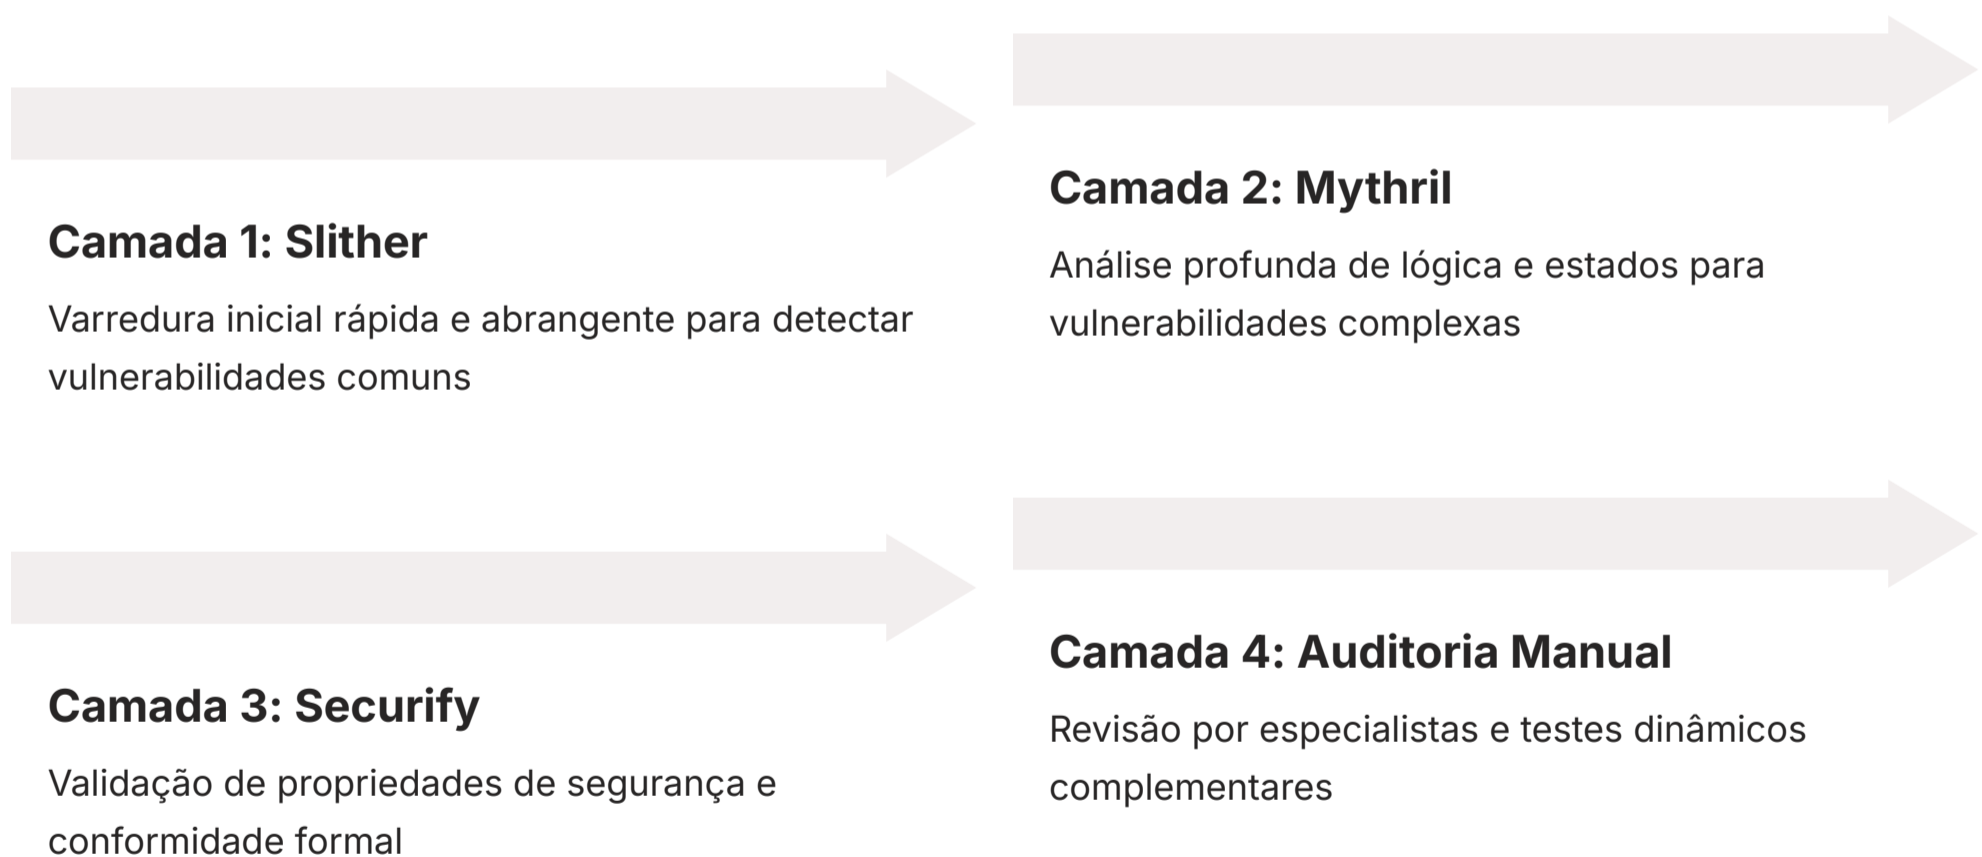 Camada 1: Slither
Varredura inicial rápida e abrangente para detectar
vulnerabilidades comuns
Camada 2: Mythril
Análise profunda de lógica e estados para
vulnerabilidades complexas
Camada 3: Securify
Validação de propriedades de segurança e
conformidade formal
Camada 4: Auditoria Manual
Revisão por especialistas e testes dinâmicos
complementares